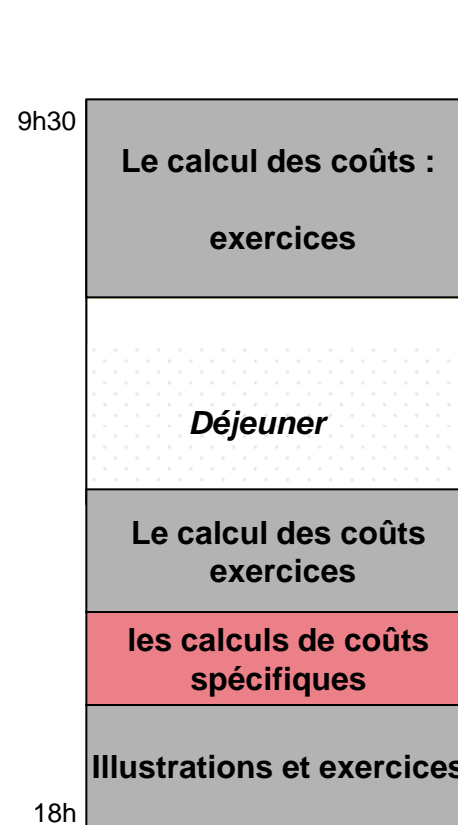 9h30
Le calcul des coûts :
exercices
Déjeuner
Le calcul des coûts
exercices
les calculs de coûts
spécifiques
Illustrations et exercices
18h